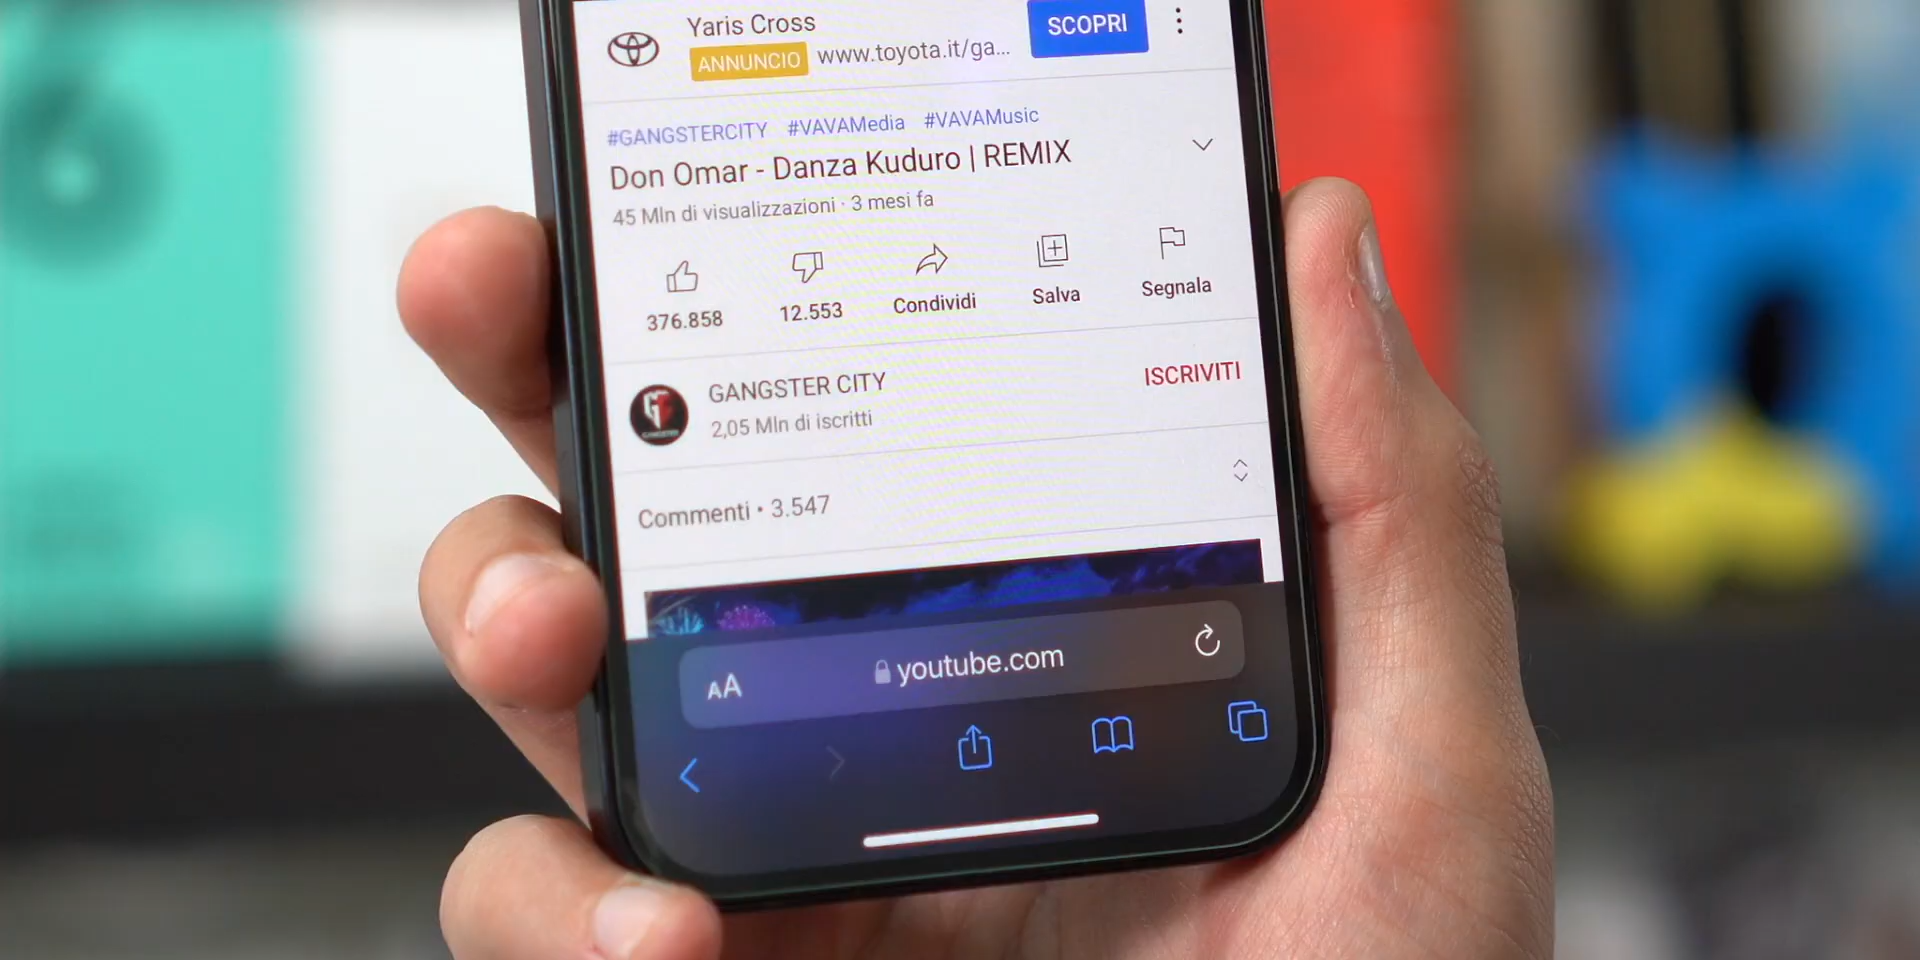 Yaris Cross
ANNUNCIO www.toyota.it/ga...
SCOPRI
#GANGSTERCITY #VAVAMedia #VAVAMusic
Don Omar - Danza Kuduro | REMIX
45 Mln di visualizzazioni · 3 mesi fa
376.858 12.553 Condividi Salva Segnala
GANGSTER CITY
2,05 Mln di iscritti
ISCRIVITI
Commenti • 3.547
AA youtube.com